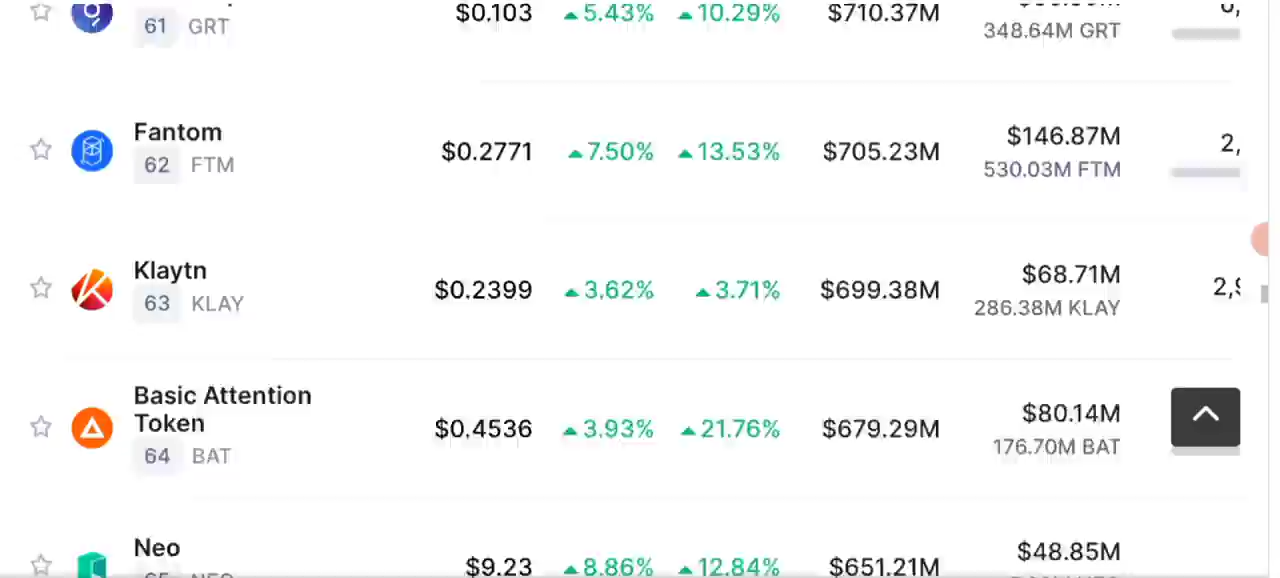 $0.103 5.43% 10.29% $710.37M
61 GRT 348.64M GRT
Fantom
$0.2771 7.50% 13.53% $705.23M $146.87M 2,
62 FTM 530.03M FTM
Klaytn
$0.2399 3.62% 3.71% $699.38M $68.71M
63 KLAY 286.38M KLAY
Basic Attention
Token
$0.4536 3.93% 21.76% $679.29M $80.14M
64 BAT 176.70M BAT
Neo
$9.23 8.86% 12.84% $651.21M $48.85M